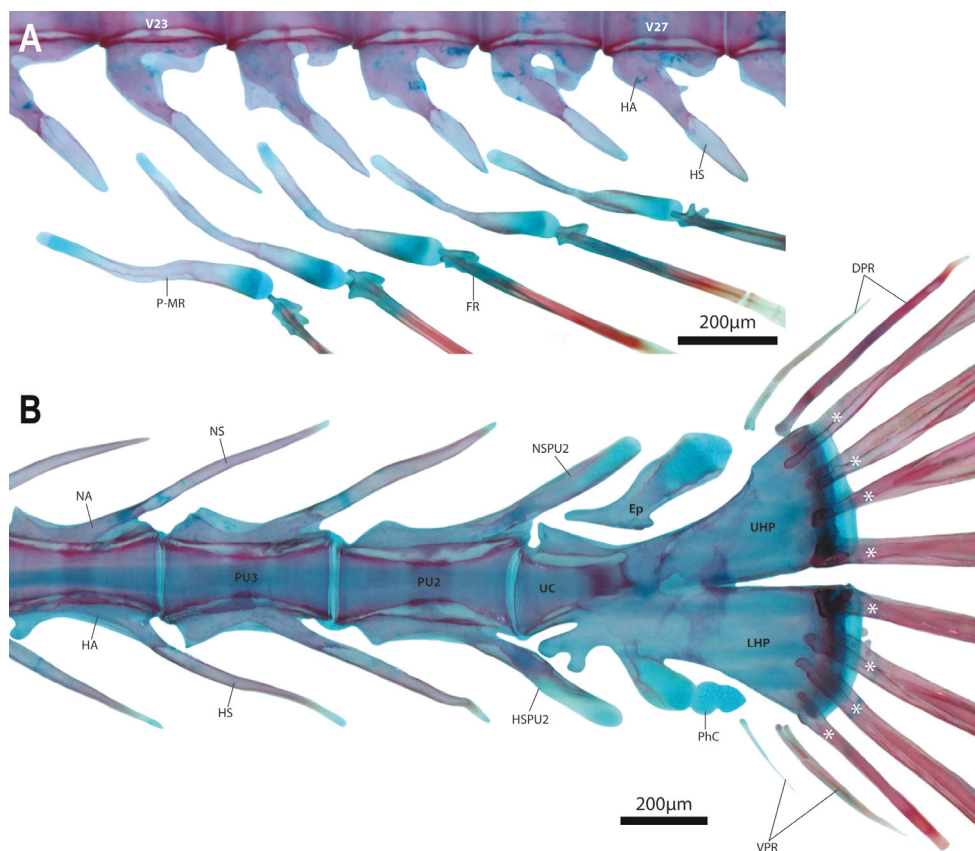 A
V23
V27
HA
HS
P-MR
FR
200µm
DPR
B
NS
NSPU2
NA
Ep
UHP
PU3
PU2
UC
LHP
HA
HS
HSPU2
PhC
200µm
VPR
*
*
*
*
*
*
*
*